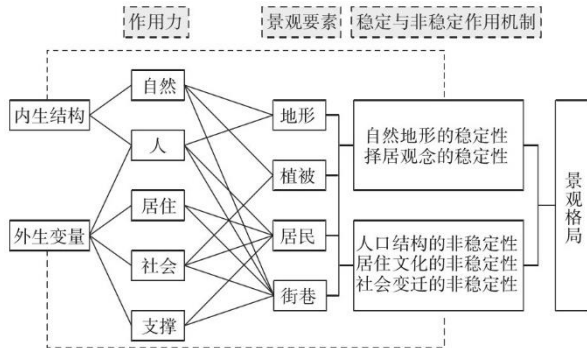 作用力
景观要素
稳定与非稳定作用机制
内生结构
外生变量
自然
人
居住
社会
支撑
地形
植被
居民
街巷
自然地形的稳定性
择居观念的稳定性
人口结构的非稳定性
居住文化的非稳定性
社会变迁的非稳定性
景观格局